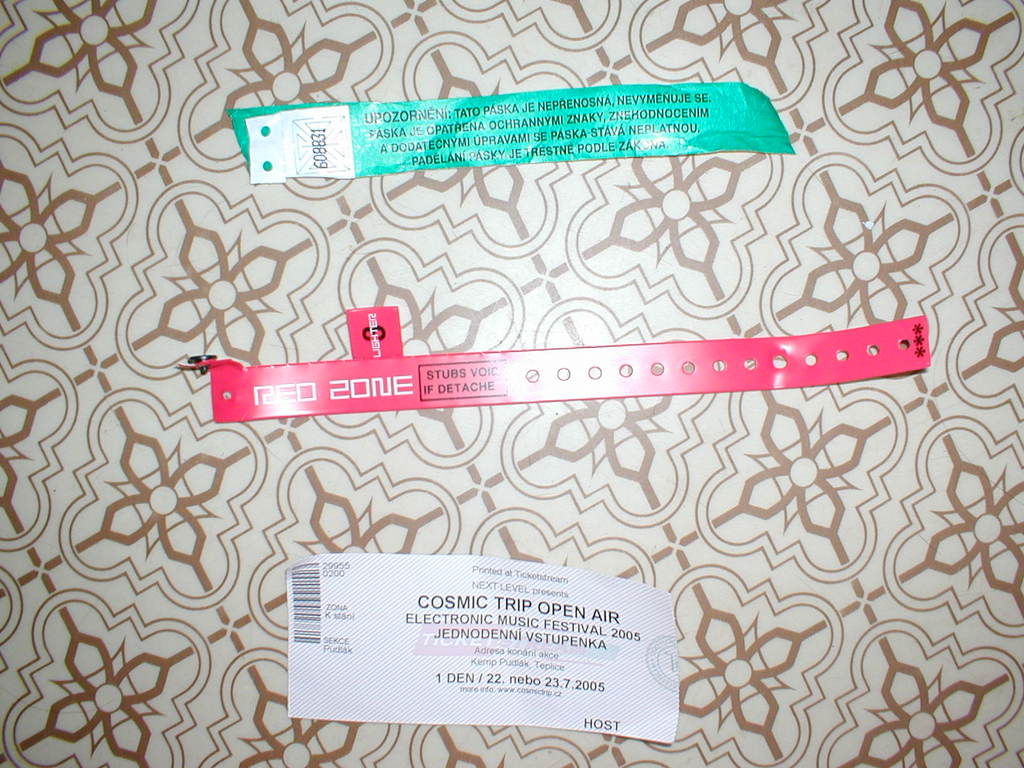 UPOZORNĚNÍ: TATO PÁSKA JE NEPŘENOSNÁ, NEVYMĚŇUJE SE.
PÁSKA JE OPATŘENA OCHRANNÝMI ZNAKY, ZNEHODNOCENÍM
A DODATEČNÝMI ÚPRAVAMI SE PÁSKA STÁVÁ NEPLATNOU.
PADĚLÁNÍ PÁSKY JE TRESTNÉ PODLE ZÁKONA.
608831
LIGHTER
RED ZONE
STUBS VOID
IF DETACHE
***
29955
0200
ZONA
K stání
SEKCE
Pudlák
Printed at Ticketstream
NEXT LEVEL presents
COSMIC TRIP OPEN AIR
ELECTRONIC MUSIC FESTIVAL 2005
JEDNODENNÍ VSTUPENKA
Adresa konání akce
Kemp Pudlák, Teplice
1 DEN / 22. nebo 23.7.2005
more info: www.cosmictrip.cz
HOST